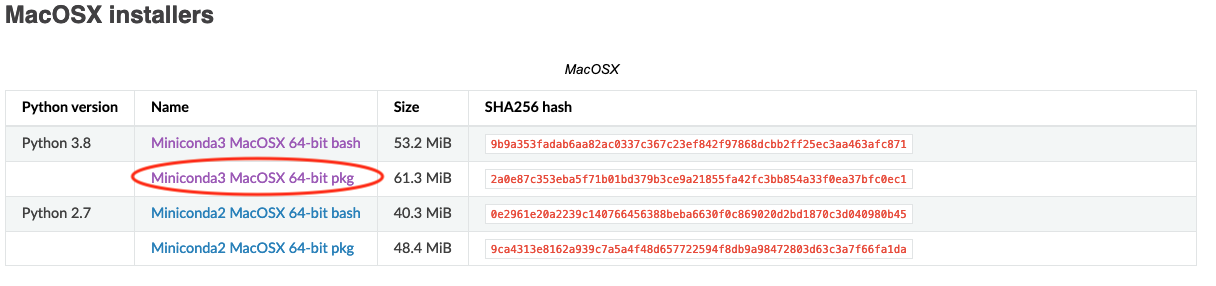 MacOSX installers
MacOSX
Python version Name Size SHA256 hash
Python 3.8 Miniconda3 MacOSX 64-bit bash 53.2 MiB 9b9a353fadab6aa82ac0337c367c23ef842f97868dcbb2ff25ec3aa463afc871
Miniconda3 MacOSX 64-bit pkg 61.3 MiB 2a0e87c353eba5f71b01bd379b3ce9a21855fa42fc3bb854a33f0ea37bfc0ec1
Python 2.7 Miniconda2 MacOSX 64-bit bash 40.3 MiB 0e2961e20a2239c140766456388beba6630f0c869020d2bd1870c3d040980b45
Miniconda2 MacOSX 64-bit pkg 48.4 MiB 9ca4313e8162a939c7a5a4f48d657722594f8db9a98472803d63c3a7f66fa1da